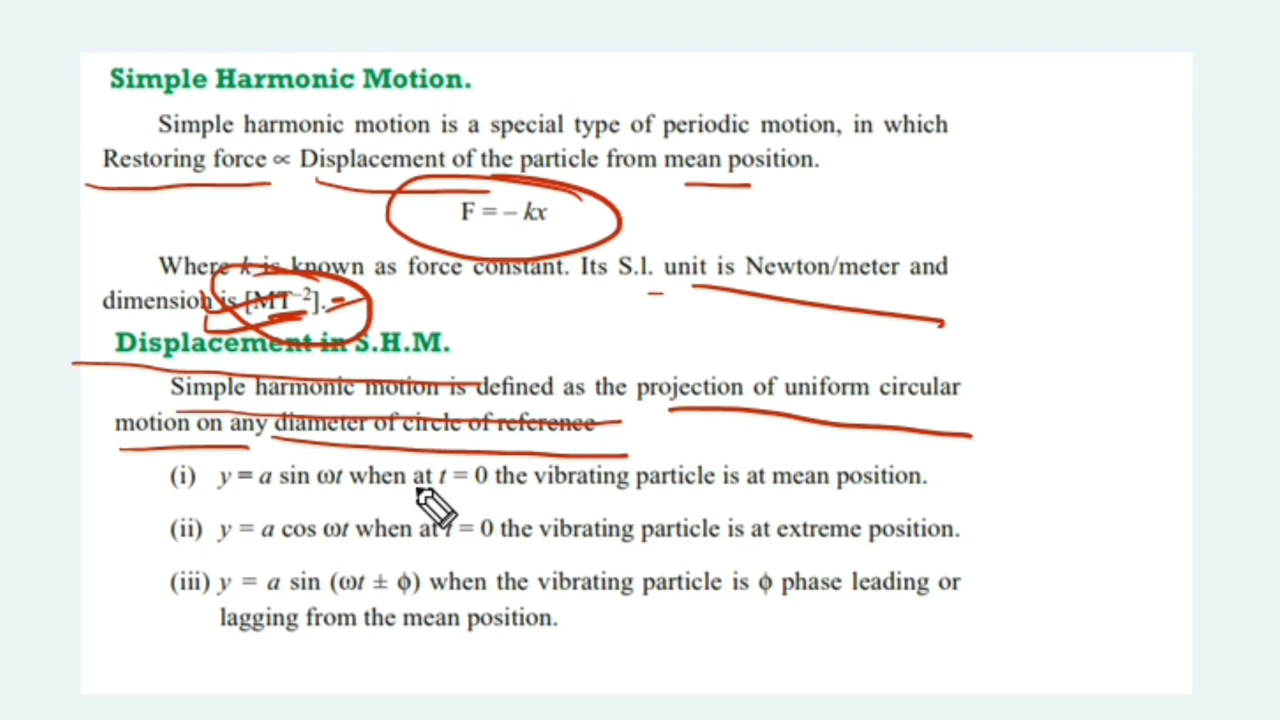 Simple Harmonic Motion.
Simple harmonic motion is a special type of periodic motion, in which
Restoring force ∝ Displacement of the particle from mean position.
F = – kx
Where k is known as force constant. Its S.I. unit is Newton/meter and
dimension is [MT⁻²].
Displacement in S.H.M.
Simple harmonic motion is defined as the projection of uniform circular
motion on any diameter of circle of reference
(i) y = a sin ωt when at t = 0 the vibrating particle is at mean position.
(ii) y = a cos ωt when at t = 0 the vibrating particle is at extreme position.
(iii) y = a sin (ωt ± ϕ) when the vibrating particle is ϕ phase leading or
lagging from the mean position.